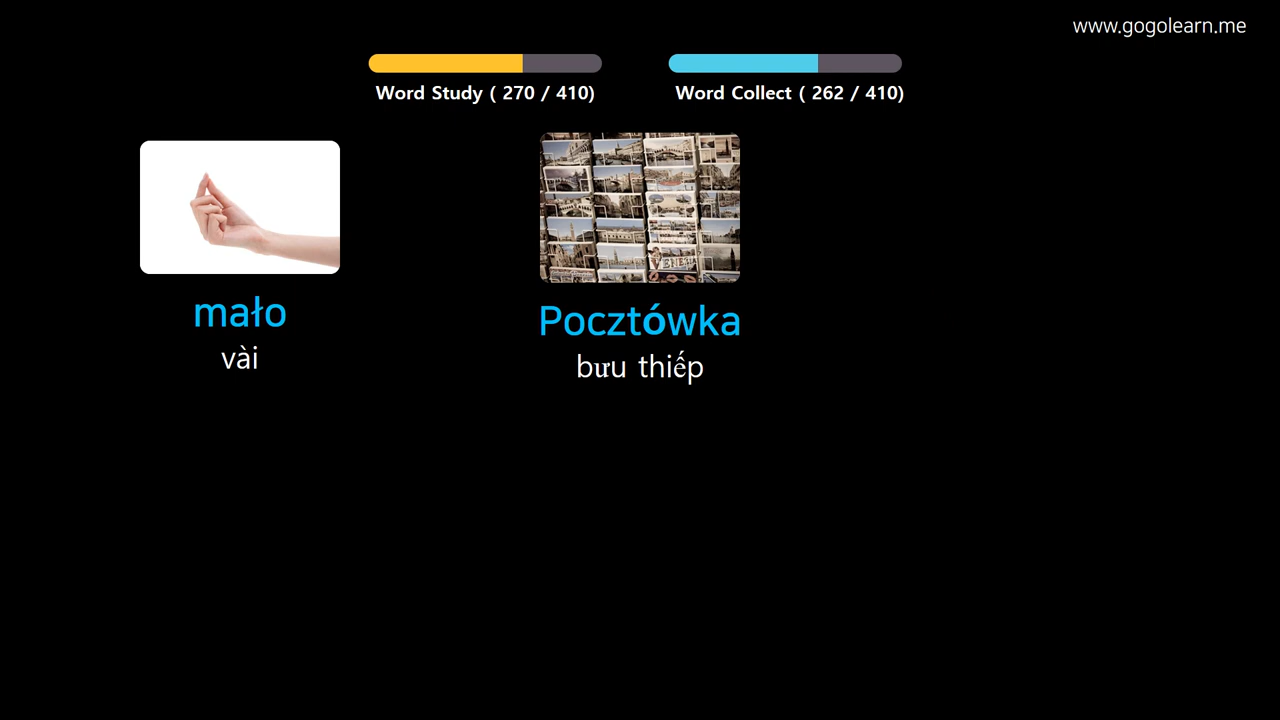 www.gogolearn.me
Word Study ( 270 / 410)
Word Collect ( 262 / 410)
mało
vài
Pocztówka
bưu thiếp